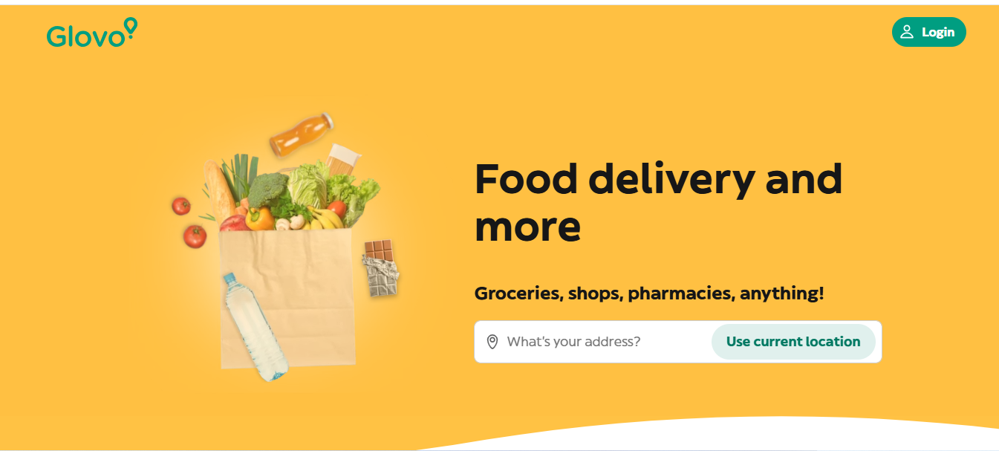 Glovo
Login
Food delivery and
more
Groceries, shops, pharmacies, anything!
What's your address?
Use current location